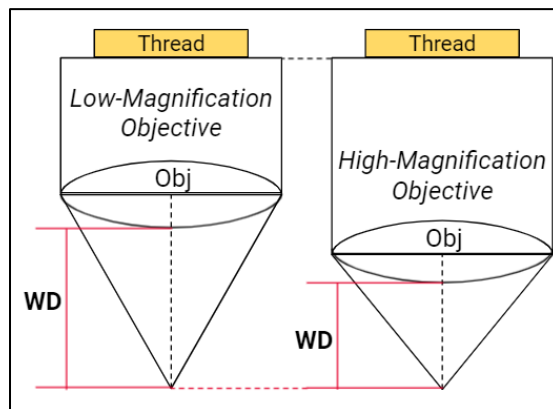 Thread
Low-Magnification
Objective
Obj
WD
Thread
High-Magnification
Objective
Obj
WD